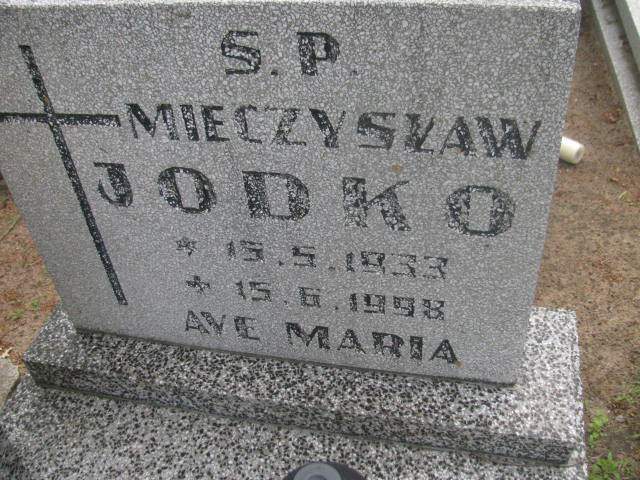 Ś.P.
MIECZYSŁAW
JODKO
* 15.5.1933
+ 15.6.1998
AVE MARIA